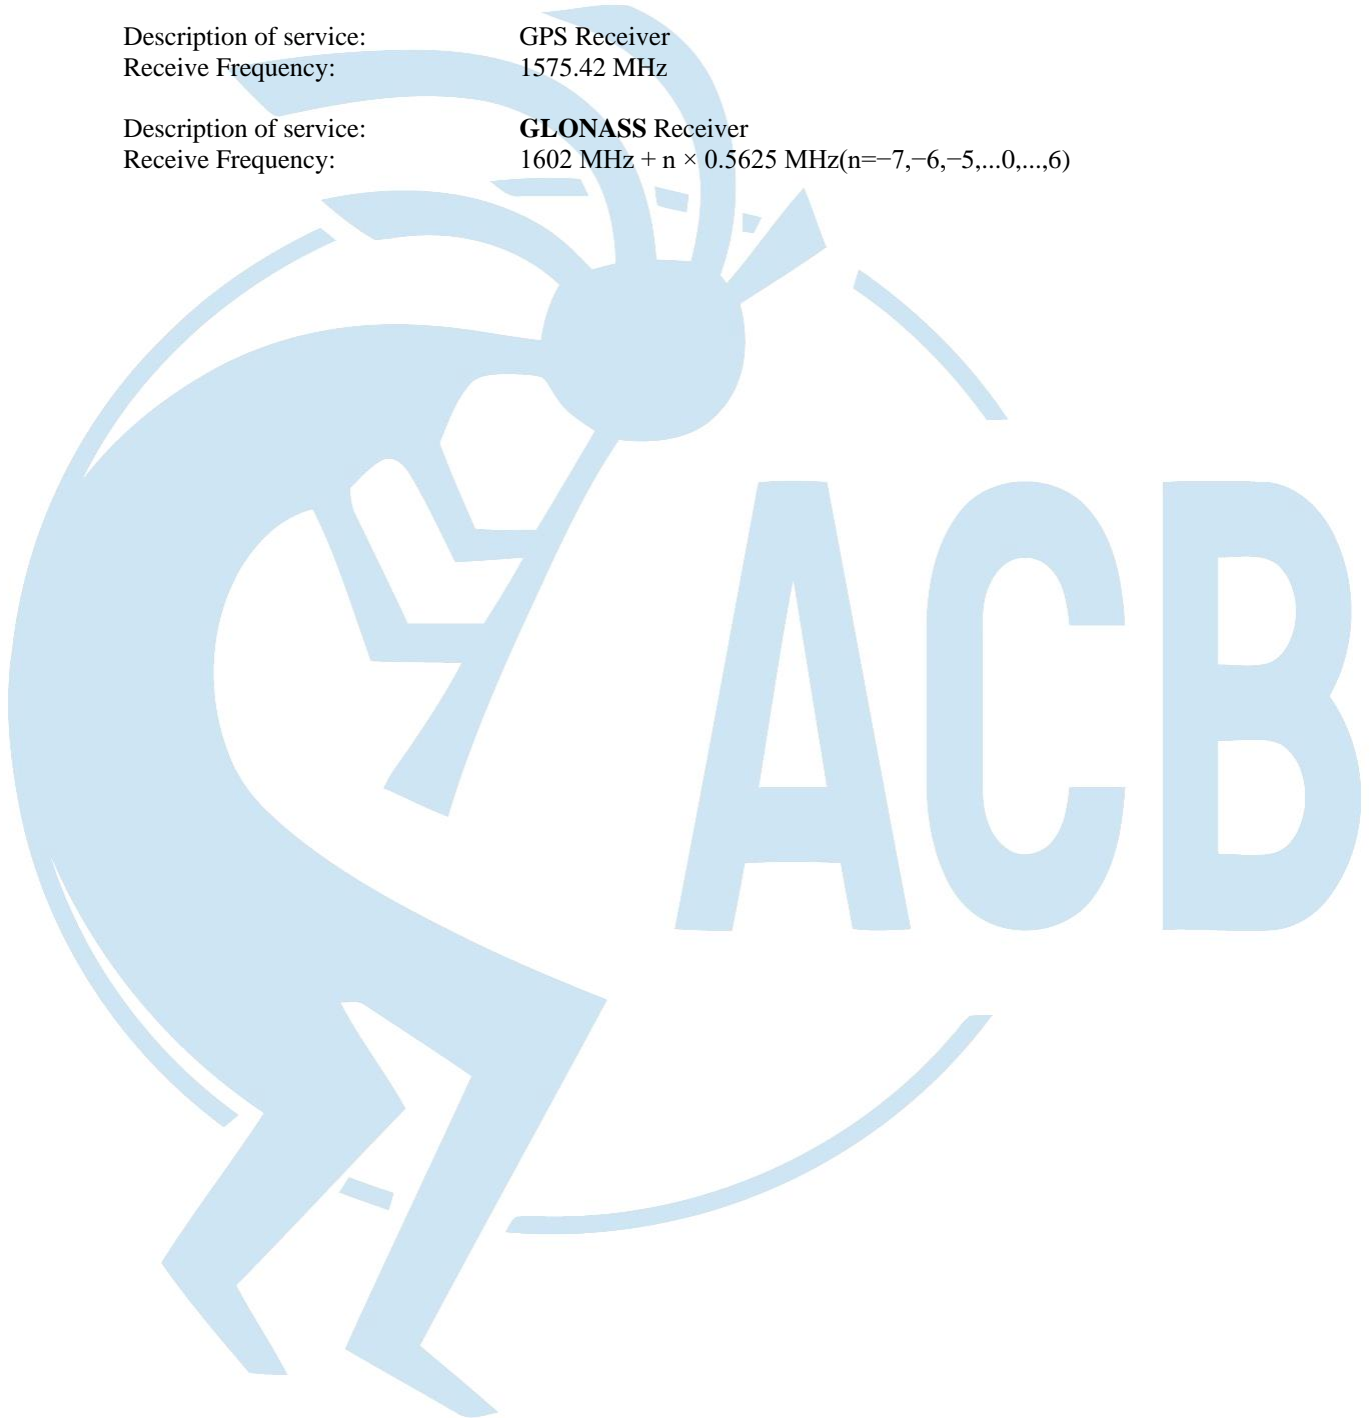 Description of service: GPS Receiver
Receive Frequency: 1575.42 MHz
Description of service: GLONASS Receiver
Receive Frequency: 1602 MHz + n × 0.5625 MHz(n=−7,−6,−5,...0,...,6)
ACB